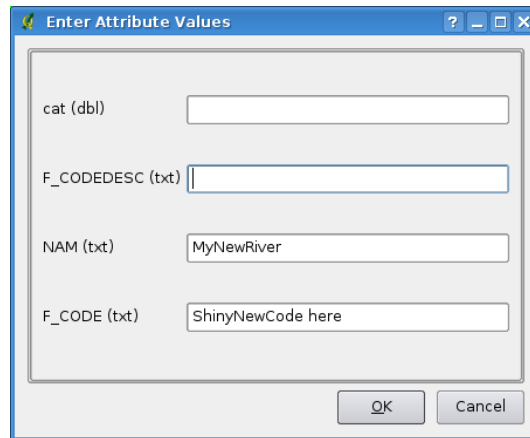 Enter Attribute Values
cat (dbl)
F_CODEDESC (txt)
NAM (txt) MyNewRiver
F_CODE (txt) ShinyNewCode here
OK Cancel